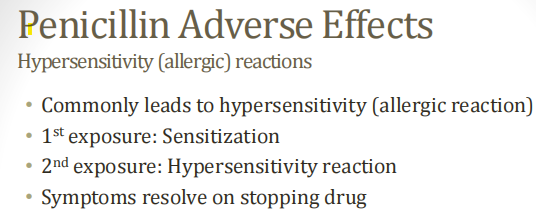 Penicillin Adverse Effects
Hypersensitivity (allergic) reactions
• Commonly leads to hypersensitivity (allergic reaction)
• 1st exposure: Sensitization
• 2nd exposure: Hypersensitivity reaction
• Symptoms resolve on stopping drug